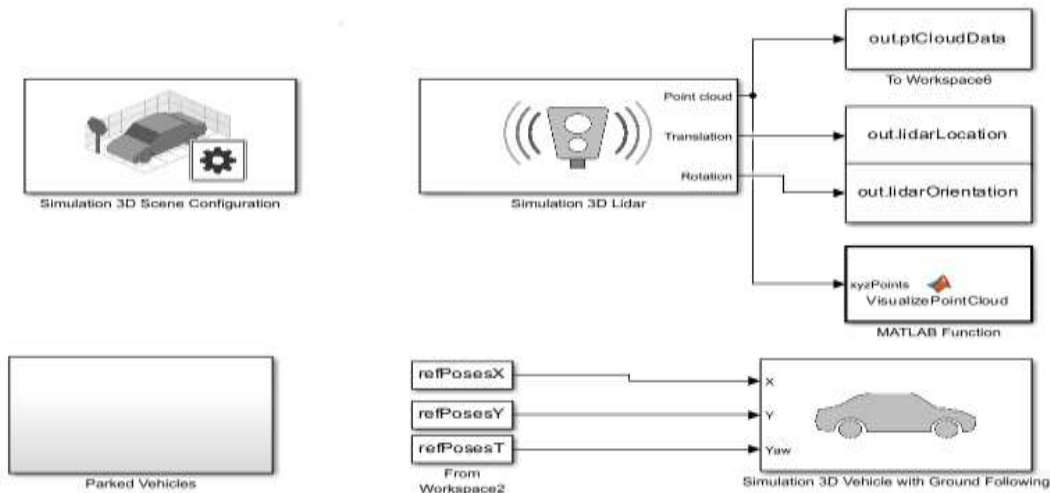 out.ptCloudData
To Workspace6
Point cloud
Translation
Rotation
Simulation 3D Scene Configuration
Simulation 3D Lidar
out.lidarLocation
out.lidarOrientation
xyzPoints
VisualizePointCloud
MATLAB Function
Parked Vehicles
refPosesX
refPosesY
refPosesT
From
Workspace2
X
Y
Yaw
Simulation 3D Vehicle with Ground Following